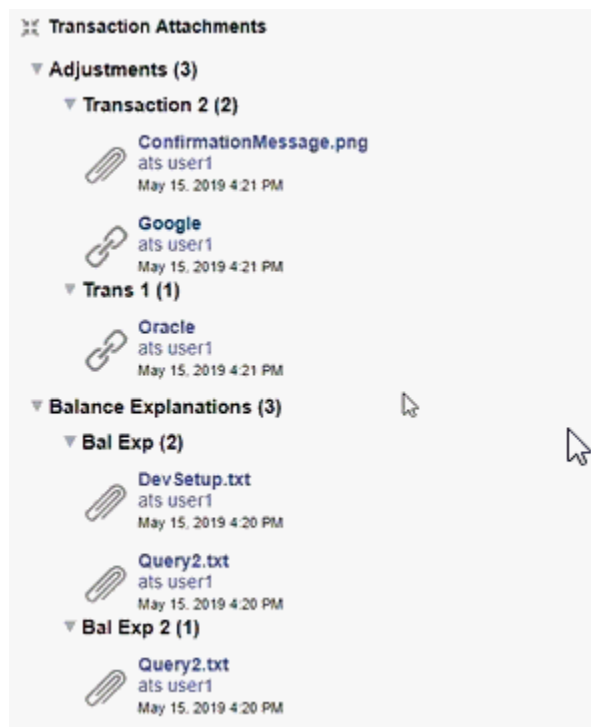 Transaction Attachments
Adjustments (3)
Transaction 2 (2)
ConfirmationMessage.png
ats user1
May 15, 2019 4:21 PM
Google
ats user1
May 15, 2019 4:21 PM
Trans 1 (1)
Oracle
ats user1
May 15, 2019 4:21 PM
Balance Explanations (3)
Bal Exp (2)
DevSetup.txt
ats user1
May 15, 2019 4:20 PM
Query2.txt
ats user1
May 15, 2019 4:20 PM
Bal Exp 2 (1)
Query2.txt
ats user1
May 15, 2019 4:20 PM